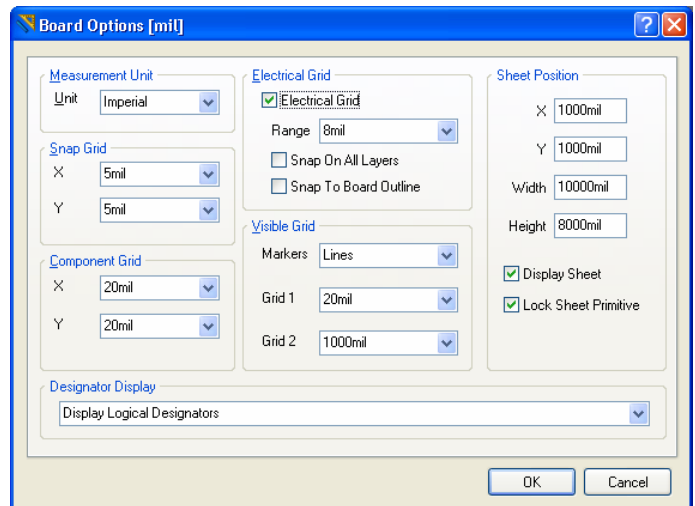 Board Options [mil]
Measurement Unit
Unit Imperial
Snap Grid
X 5mil
Y 5mil
Component Grid
X 20mil
Y 20mil
Electrical Grid
Electrical Grid
Range 8mil
Snap On All Layers
Snap To Board Outline
Visible Grid
Markers Lines
Grid 1 20mil
Grid 2 1000mil
Sheet Position
X 1000mil
Y 1000mil
Width 10000mil
Height 8000mil
Display Sheet
Lock Sheet Primitive
Designator Display
Display Logical Designators
OK Cancel